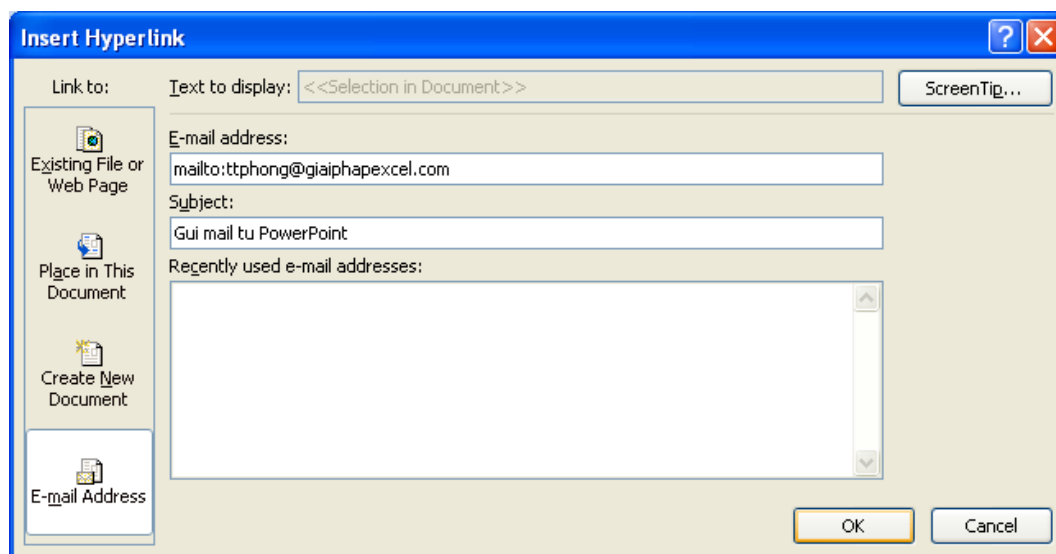 Insert Hyperlink
Link to:
Text to display: <<Selection in Document>>
ScreenTip...
Existing File or
Web Page
Place in This
Document
Create New
Document
E-mail Address
E-mail address:
mailto:ttphong@giaiphapexcel.com
Subject:
Gui mail tu PowerPoint
Recently used e-mail addresses:
OK
Cancel